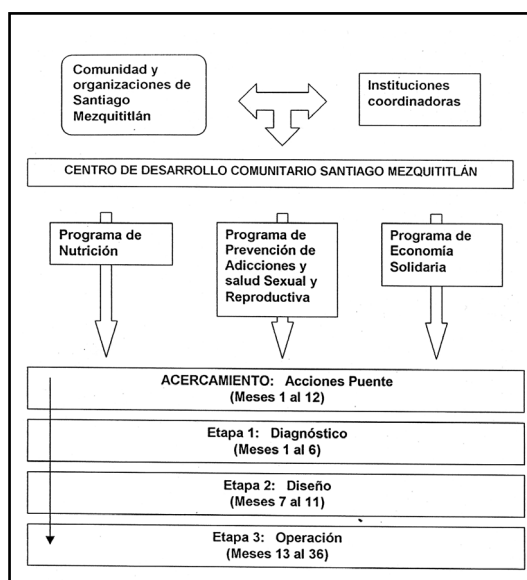 Comunidad y
organizaciones de
Santiago
Mezquititlán
Instituciones
coordinadoras
CENTRO DE DESARROLLO COMUNITARIO SANTIAGO MEZQUITITLÁN
Programa de
Nutrición
Programa de
Prevención de
Adicciones y
salud Sexual y
Reproductiva
Programa de
Economía
Solidaria
ACERCAMIENTO: Acciones Puente
(Meses 1 al 12)
Etapa 1: Diagnóstico
(Meses 1 al 6)
Etapa 2: Diseño
(Meses 7 al 11)
Etapa 3: Operación
(Meses 13 al 36)